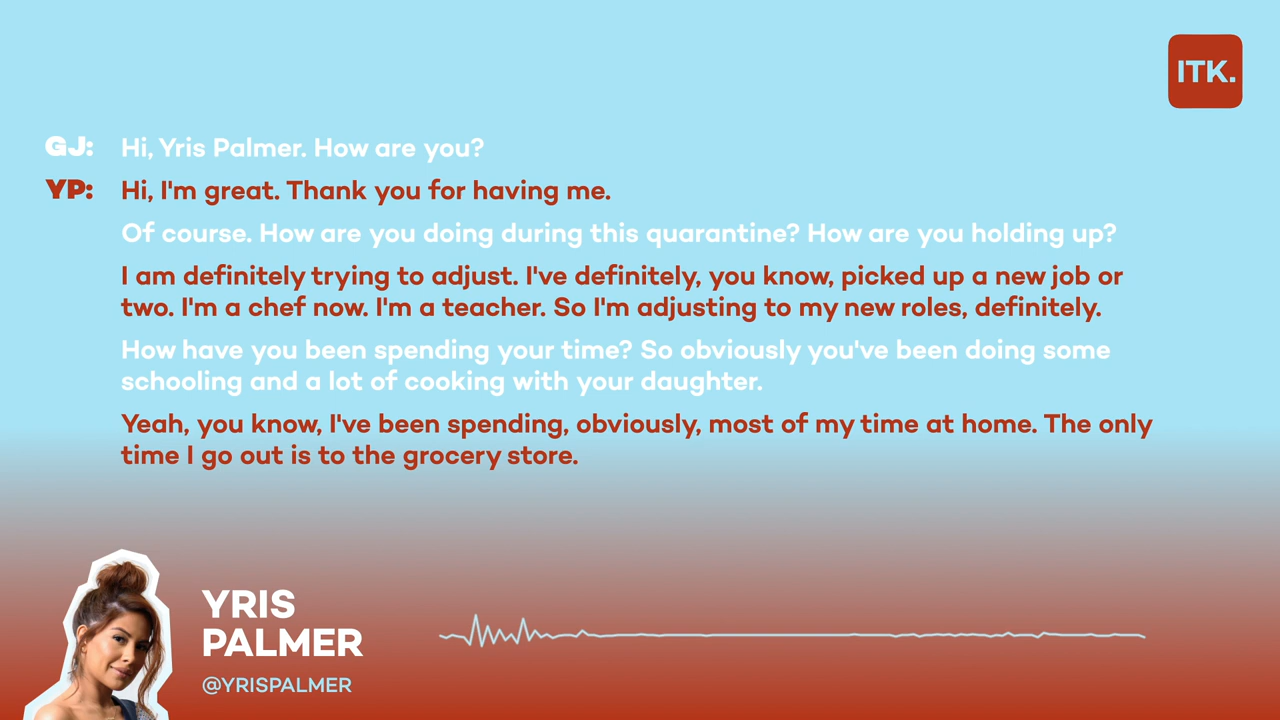 ITK.
GJ: Hi, Yris Palmer. How are you?
YP: Hi, I'm great. Thank you for having me.
Of course. How are you doing during this quarantine? How are you holding up?
I am definitely trying to adjust. I've definitely, you know, picked up a new job or
two. I'm a chef now. I'm a teacher. So I'm adjusting to my new roles, definitely.
How have you been spending your time? So obviously you've been doing some
schooling and a lot of cooking with your daughter.
Yeah, you know, I've been spending, obviously, most of my time at home. The only
time I go out is to the grocery store.
YRIS
PALMER
@YRISPALMER